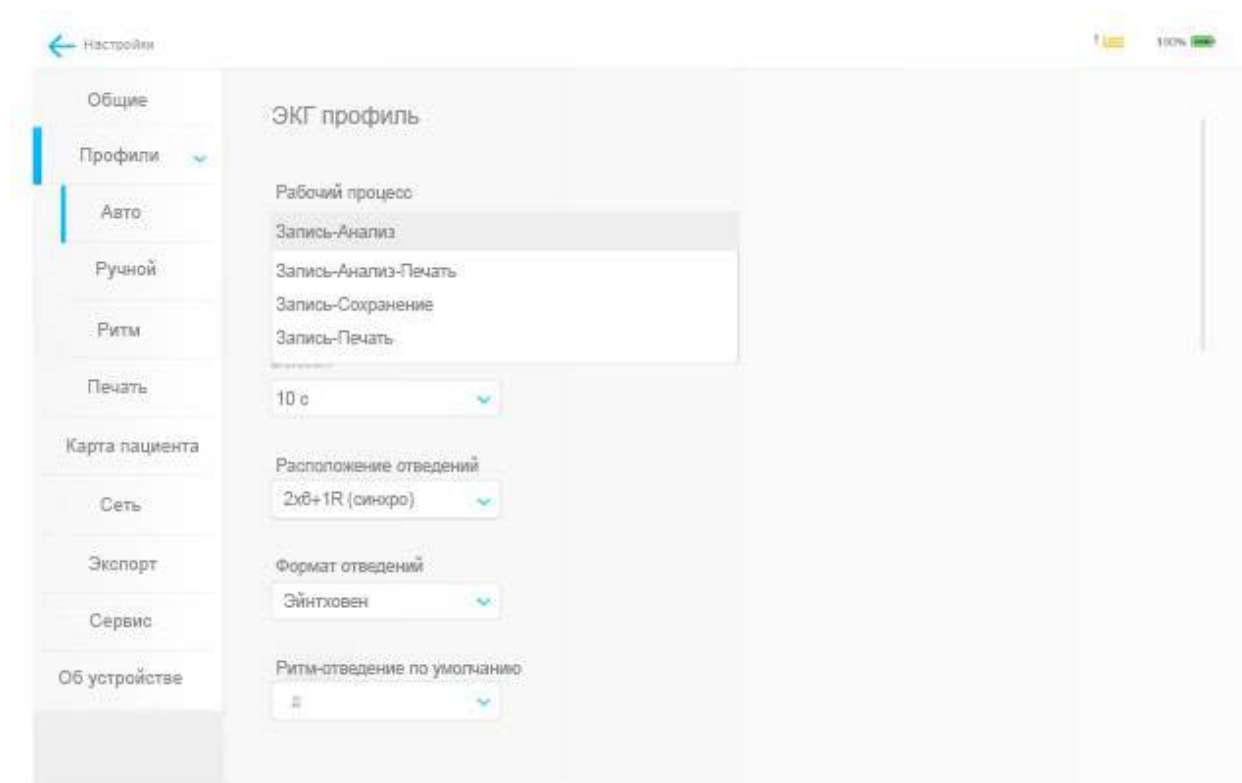 Настройки
100%
Общие
Профили
Авто
Ручной
Ритм
Печать
Карта пациента
Сеть
Экспорт
Сервис
Об устройстве
ЭКГ профиль
Рабочий процесс
Запись-Анализ
Запись-Анализ-Печать
Запись-Сохранение
Запись-Печать
10 с
Расположение отведений
2x6+1R (синхро)
Формат отведений
Эйнтховен
Ритм-отведение по умолчанию